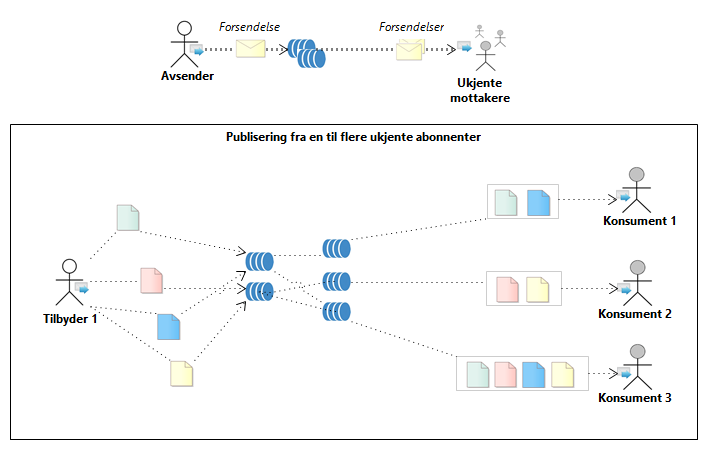 Forsendelse
Forsendelser
Avsender
Ukjente
mottakere
Publisering fra en til flere ukjente abonnenter
Konsument 1
Tilbyder 1
Konsument 2
Konsument 3